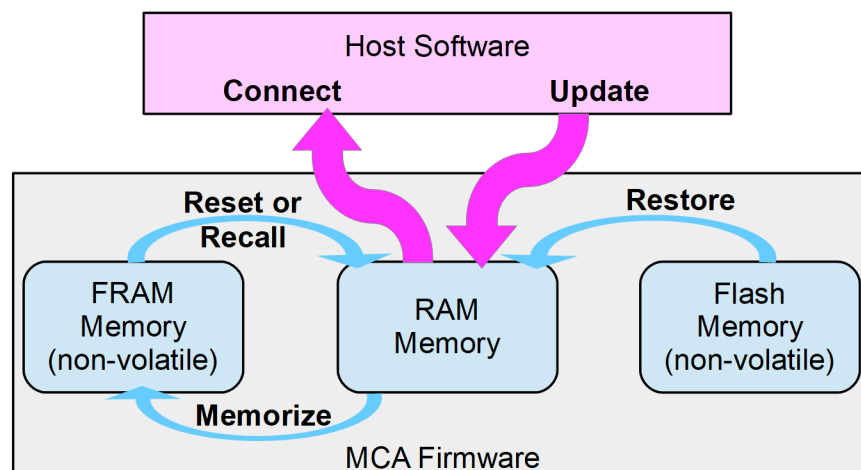 Host Software
Connect
Update
Reset or
Recall
Restore
FRAM
Memory
(non-volatile)
RAM
Memory
Flash
Memory
(non-volatile)
Memorize
MCA Firmware